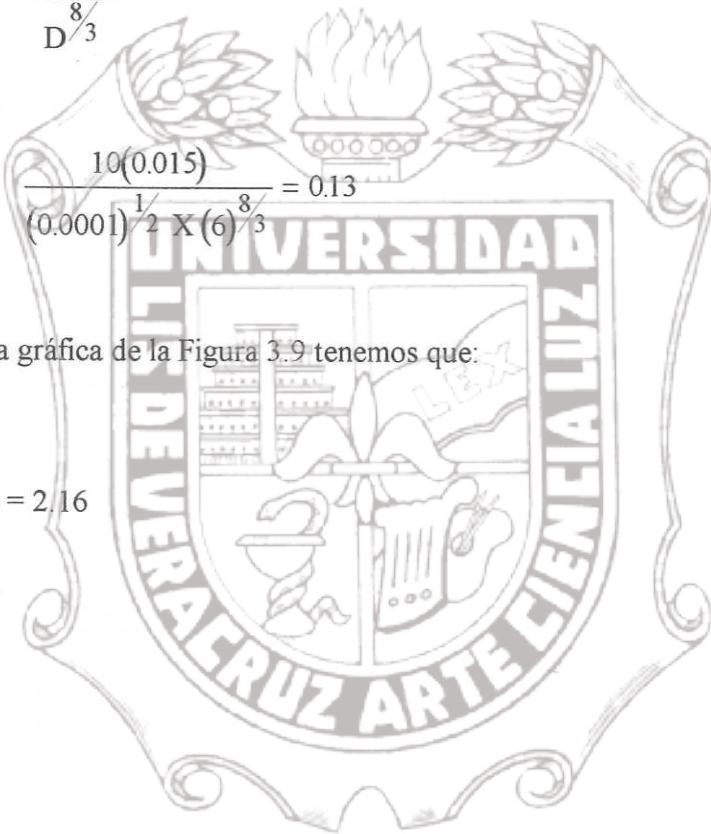 D^{8/3}
\frac{10(0.015)}{(0.0001)^{1/2} X (6)^{8/3}} = 0.13
a gráfica de la Figura 3.9 tenemos que:
= 2.16
UNIVERSIDAD
LIS DE VERACRUZ ARTE CIENCIA LUZ
LEX